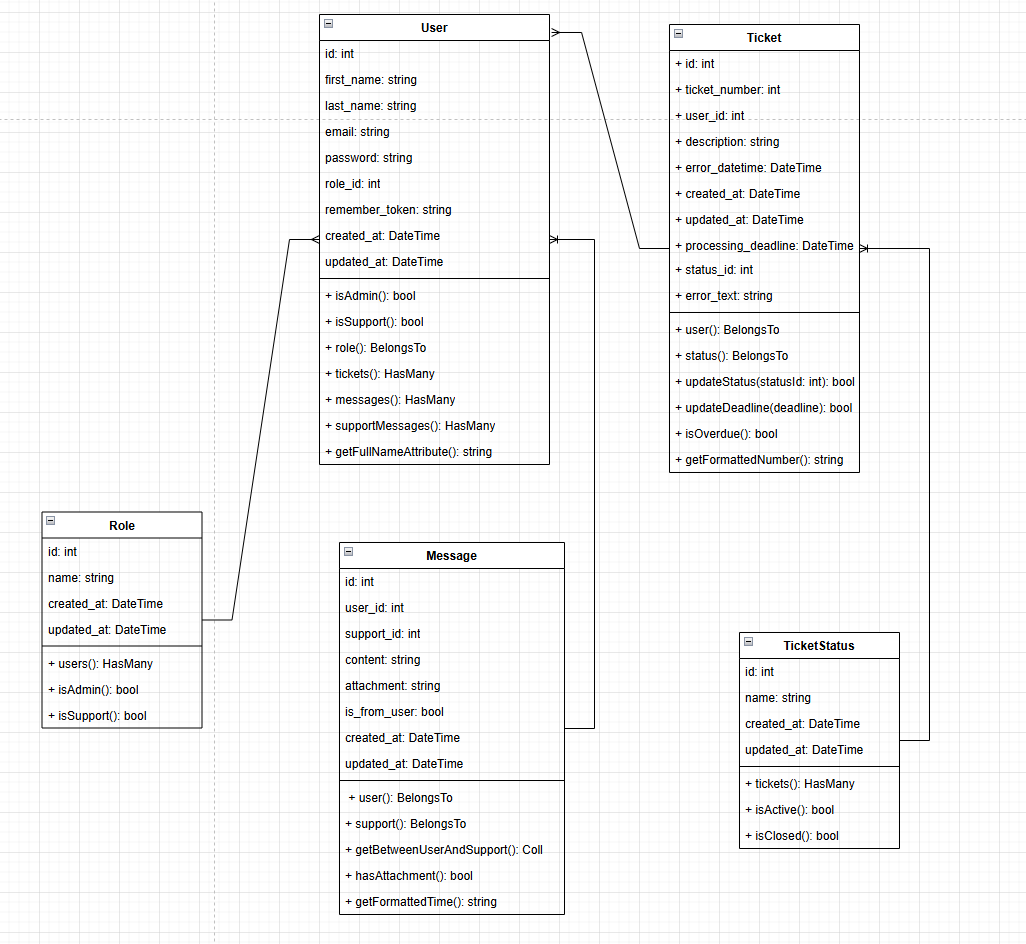 User
id: int
first_name: string
last_name: string
email: string
password: string
role_id: int
remember_token: string
created_at: DateTime
updated_at: DateTime
+ isAdmin(): bool
+ isSupport(): bool
+ role(): BelongsTo
+ tickets(): HasMany
+ messages(): HasMany
+ supportMessages(): HasMany
+ getFullNameAttribute(): string
Ticket
+ id: int
+ ticket_number: int
+ user_id: int
+ description: string
+ error_datetime: DateTime
+ created_at: DateTime
+ updated_at: DateTime
+ processing_deadline: DateTime
+ status_id: int
+ error_text: string
+ user(): BelongsTo
+ status(): BelongsTo
+ updateStatus(statusId: int): bool
+ updateDeadline(deadline): bool
+ isOverdue(): bool
+ getFormattedNumber(): string
Role
id: int
name: string
created_at: DateTime
updated_at: DateTime
+ users(): HasMany
+ isAdmin(): bool
+ isSupport(): bool
Message
id: int
user_id: int
support_id: int
content: string
attachment: string
is_from_user: bool
created_at: DateTime
updated_at: DateTime
+ user(): BelongsTo
+ support(): BelongsTo
+ getBetweenUserAndSupport(): Coll
+ hasAttachment(): bool
+ getFormattedTime(): string
TicketStatus
id: int
name: string
created_at: DateTime
updated_at: DateTime
+ tickets(): HasMany
+ isActive(): bool
+ isClosed(): bool